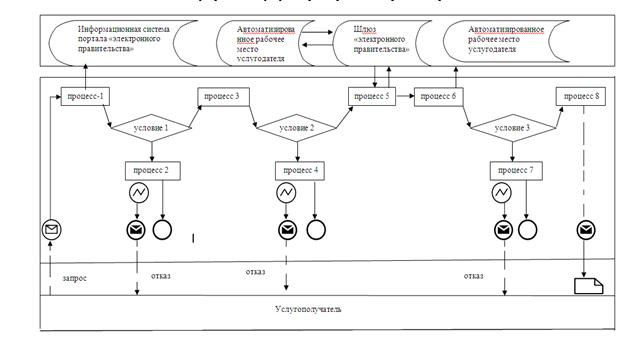 Информационная система
портала «электронного
правительства»
Автоматизирова
нное рабочее
место
услугодателя
Шлюз
«электронного
правительства»
Автоматизированное
рабочее место
услугодателя
процесс-1
процесс 3
процесс 5
процесс 6
процесс 8
условие 1
условие 2
условие 3
процесс 2
процесс 4
процесс 7
запрос
отказ
отказ
отказ
Услугополучатель